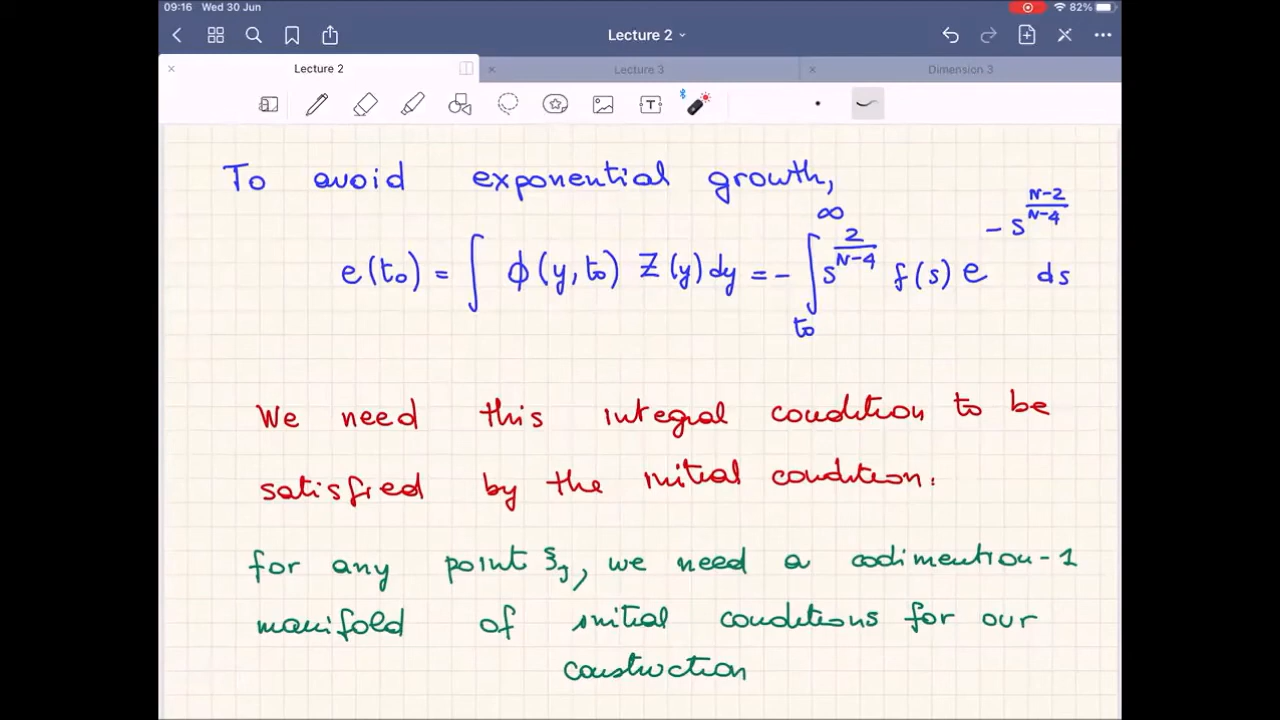 09:16 Wed 30 Jun 82%
Lecture 2
Lecture 2 Lecture 3 Dimension 3
To avoid exponential growth,
e(t₀) = ∫ ϕ(y, t₀) Z(y) dy = - ∫_{t₀}^{∞} s^{2/(N-4)} f(s) e^{-s^{(N-2)/(N-4)}} ds
We need this integral condition to be
satisfied by the initial condition.
for any point ξⱼ, we need a codimention-1
manifold of initial conditions for our
construction